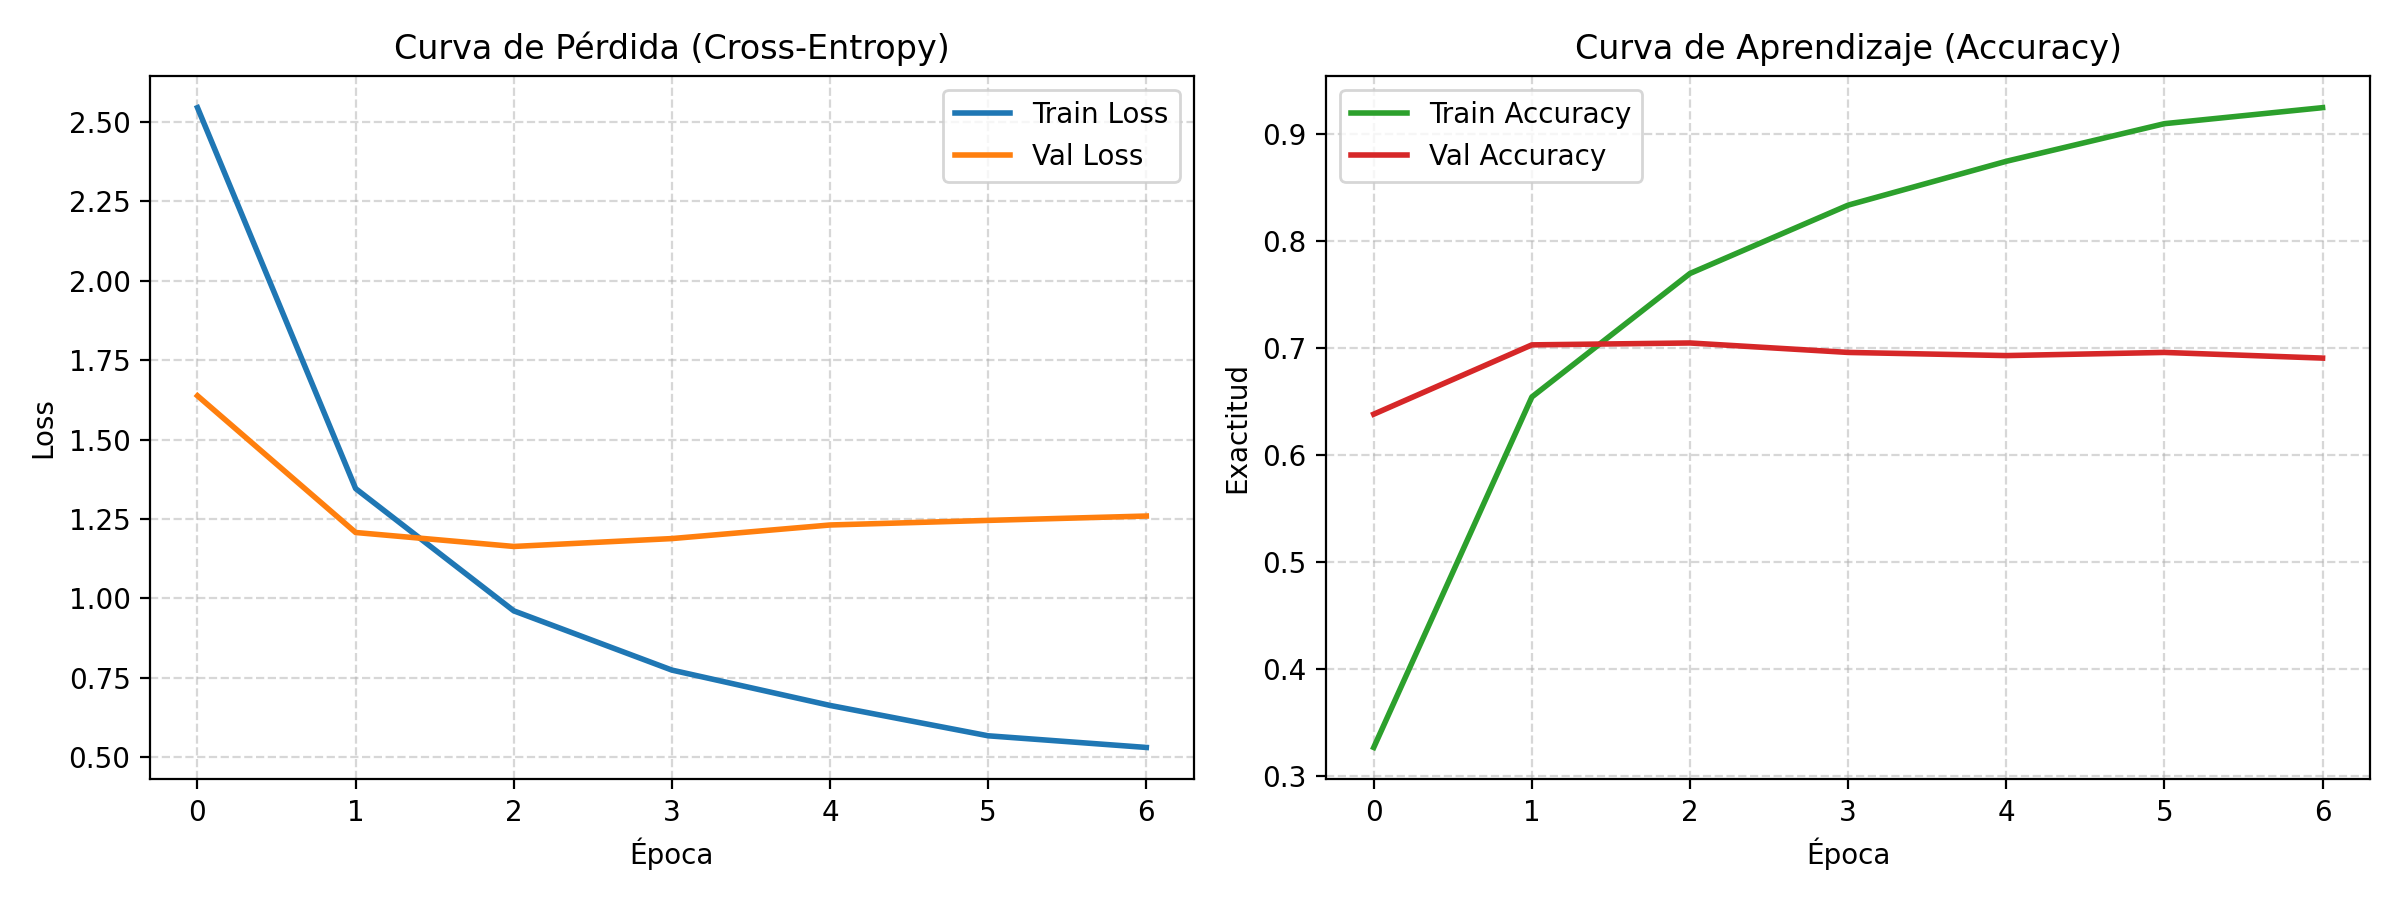 Curva de Pérdida (Cross-Entropy)
Train Loss
Val Loss
2.50
2.25
2.00
1.75
1.50
1.25
1.00
0.75
0.50
Loss
0 1 2 3 4 5 6
Época
Curva de Aprendizaje (Accuracy)
Train Accuracy
Val Accuracy
0.9
0.8
0.7
0.6
0.5
0.4
0.3
Exactitud
0 1 2 3 4 5 6
Época